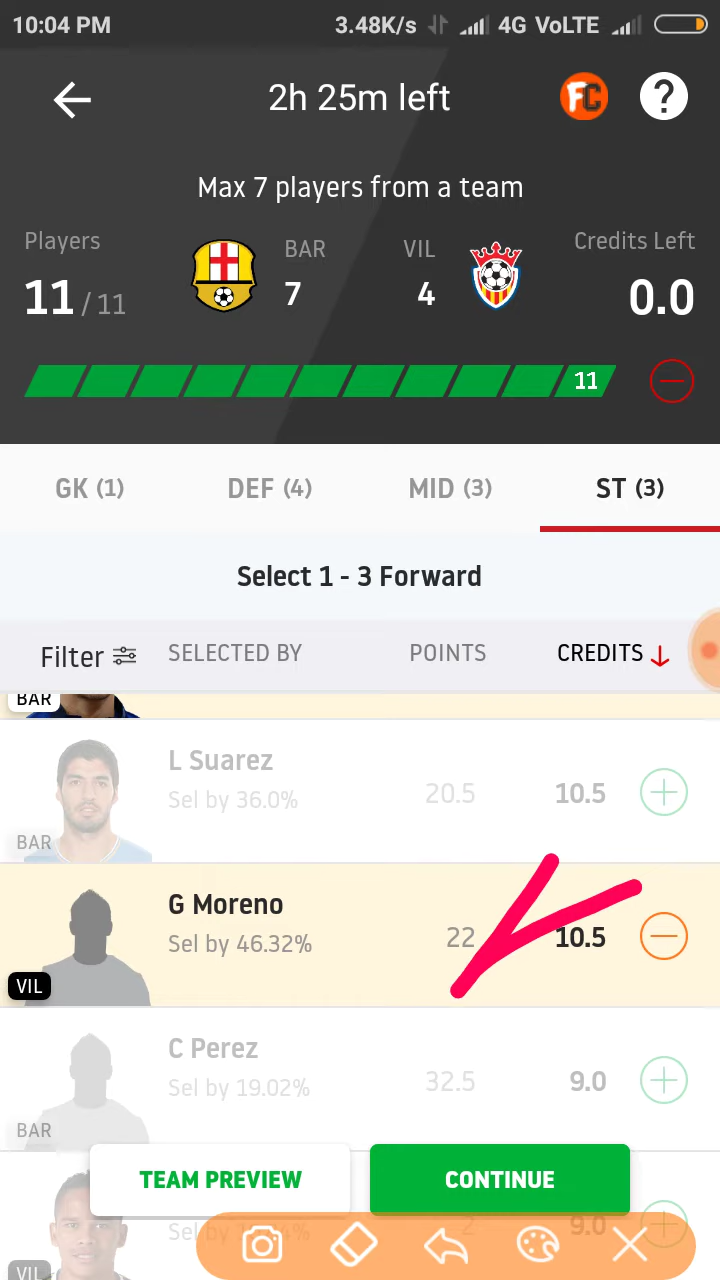 10:04 PM 3.48K/s 4G VoLTE
2h 25m left FC ?
Max 7 players from a team
Players BAR VIL Credits Left
11 / 11 7 4 0.0
11
GK (1) DEF (4) MID (3) ST (3)
Select 1 - 3 Forward
Filter SELECTED BY POINTS CREDITS
BAR
L Suarez
Sel by 36.0% 20.5 10.5
BAR
G Moreno
Sel by 46.32% 22 10.5
VIL
C Perez
Sel by 19.02% 32.5 9.0
BAR
TEAM PREVIEW CONTINUE
Sel 9.0
VIL